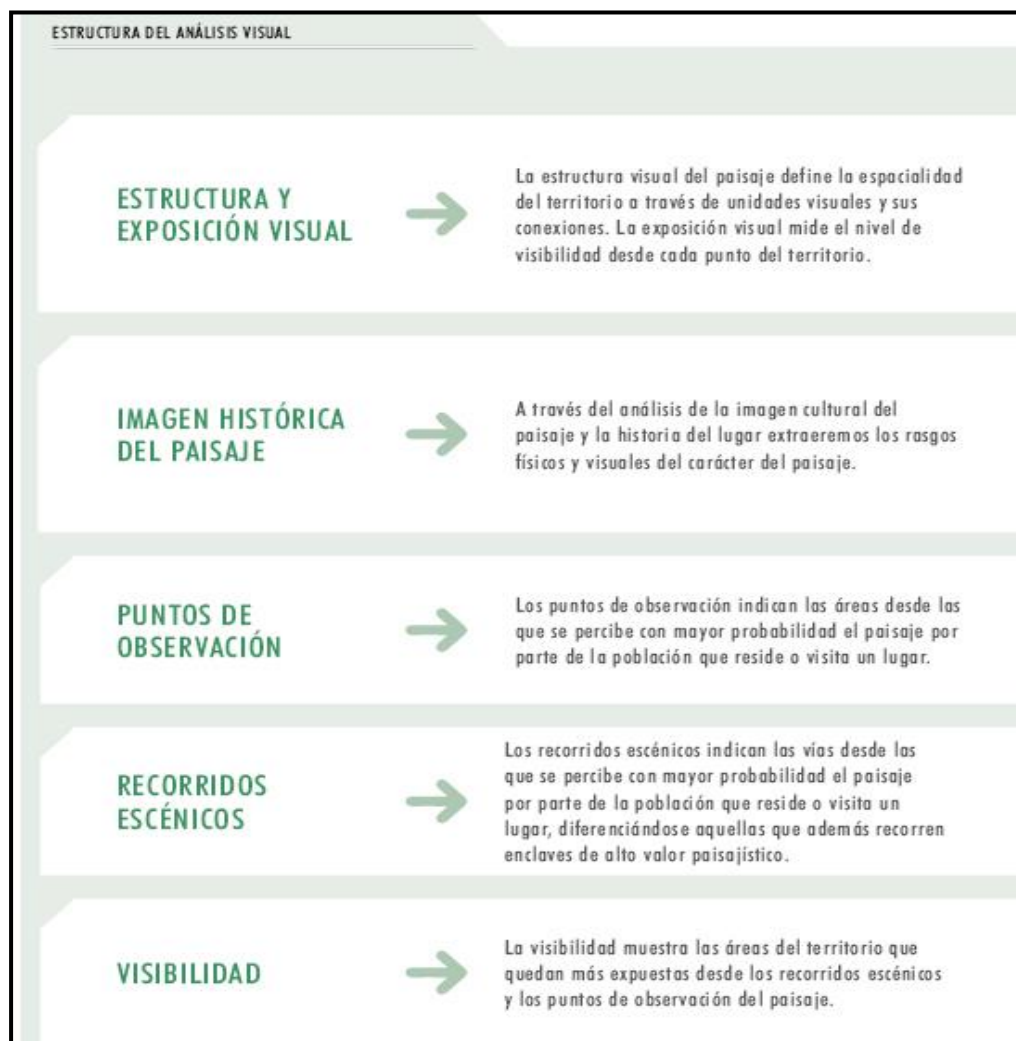 ESTRUCTURA DEL ANÁLISIS VISUAL
ESTRUCTURA Y
EXPOSICIÓN VISUAL
La estructura visual del paisaje define la espacialidad
del territorio a través de unidades visuales y sus
conexiones. La exposición visual mide el nivel de
visibilidad desde cada punto del territorio.
IMAGEN HISTÓRICA
DEL PAISAJE
A través del análisis de la imagen cultural del
paisaje y la historia del lugar extraeremos los rasgos
físicos y visuales del carácter del paisaje.
PUNTOS DE
OBSERVACIÓN
Los puntos de observación indican las áreas desde las
que se percibe con mayor probabilidad el paisaje por
parte de la población que reside o visita un lugar.
RECORRIDOS
ESCÉNICOS
Los recorridos escénicos indican las vías desde las
que se percibe con mayor probabilidad el paisaje
por parte de la población que reside o visita un
lugar, diferenciándose aquellas que además recorren
enclaves de alto valor paisajístico.
VISIBILIDAD
La visibilidad muestra las áreas del territorio que
quedan más expuestas desde los recorridos escénicos
y los puntos de observación del paisaje.